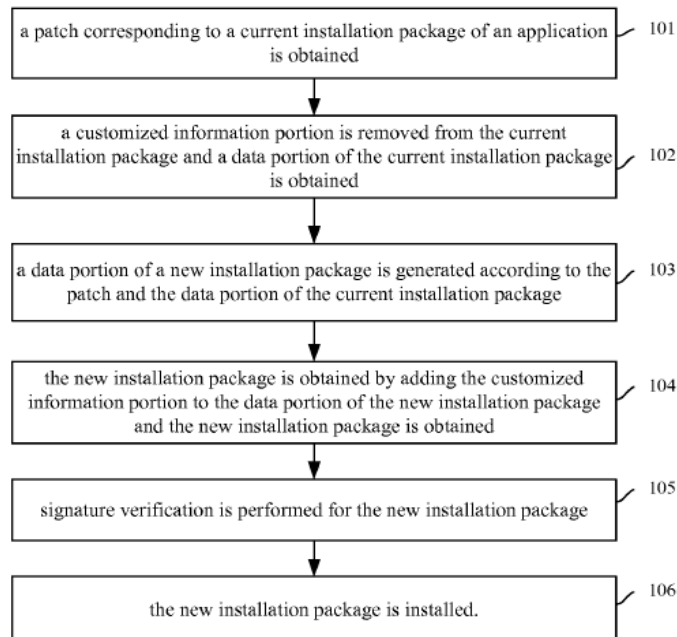 a patch corresponding to a current installation package of an application
is obtained
101
a customized information portion is removed from the current
installation package and a data portion of the current installation package
is obtained
102
a data portion of a new installation package is generated according to the
patch and the data portion of the current installation package
103
the new installation package is obtained by adding the customized
information portion to the data portion of the new installation package
and the new installation package is obtained
104
signature verification is performed for the new installation package
105
the new installation package is installed.
106